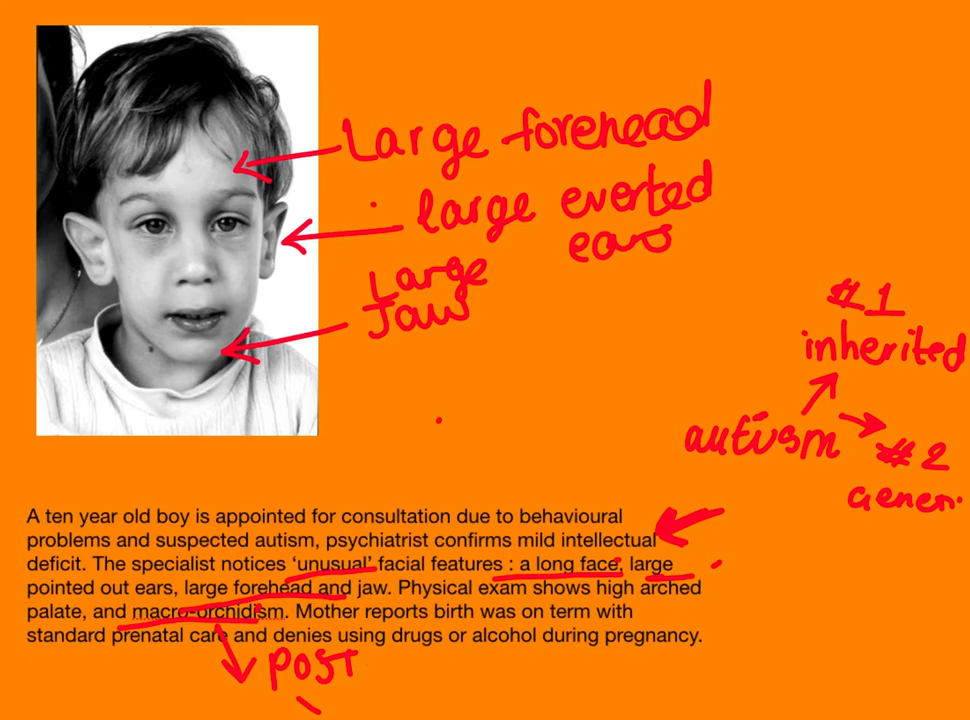 Large forehead
large everted
ears
Large
Jaw
#1
inherited
autism
#2
Geneti
A ten year old boy is appointed for consultation due to behavioural
problems and suspected autism, psychiatrist confirms mild intellectual
deficit. The specialist notices ‘unusual’ facial features : a long face, large
pointed out ears, large forehead and jaw. Physical exam shows high arched
palate, and macro-orchidism. Mother reports birth was on term with
standard prenatal care and denies using drugs or alcohol during pregnancy.
post